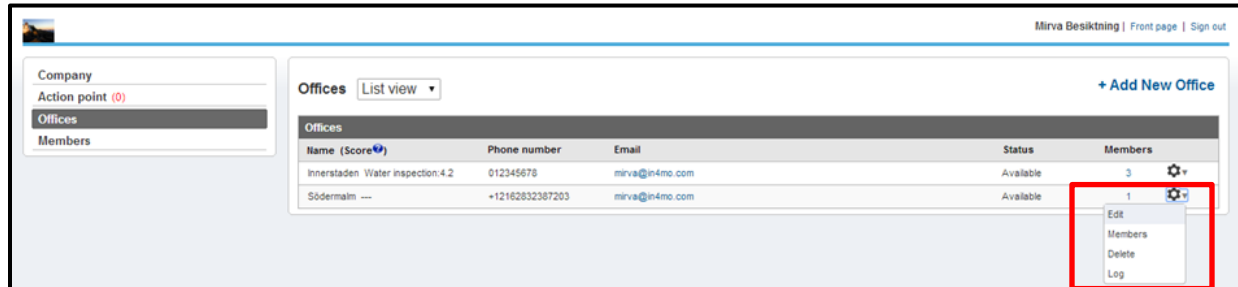 Mirva Besiktning | Front page | Sign out
Company
Action point (0)
Offices
Members
Offices List view
+ Add New Office
Offices
Name (Score?) Phone number Email Status Members
Innerstaden Water inspection:4.2 012345678 mirva@in4mo.com Available 3
Södermalm --- +12162832387203 mirva@in4mo.com Available 1
Edit
Members
Delete
Log